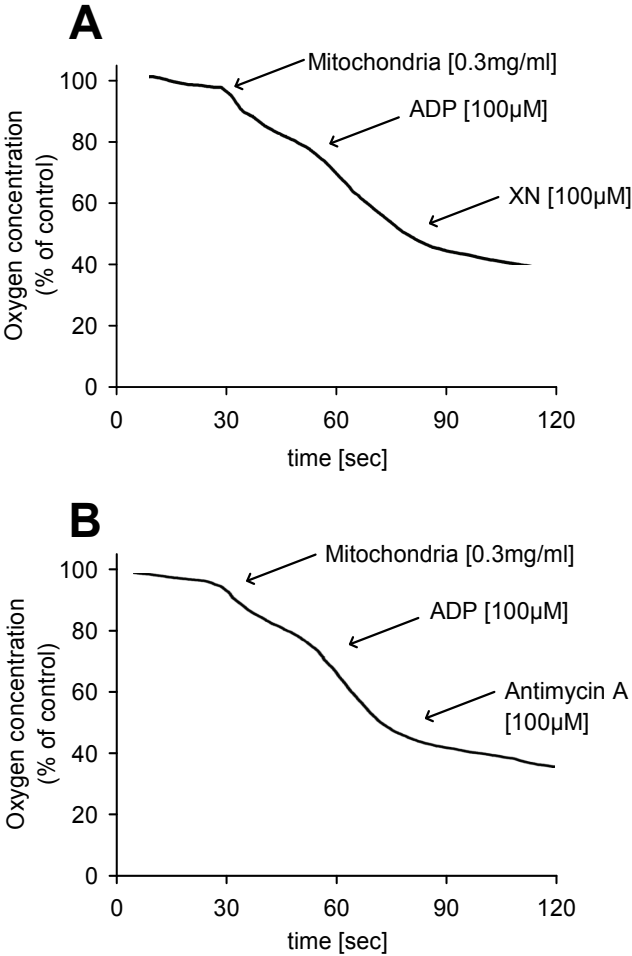 A
Mitochondria [0.3mg/ml]
ADP [100µM]
XN [100µM]
Oxygen concentration
(% of control)
100
80
60
40
20
0
0 30 60 90 120
time [sec]
B
Mitochondria [0.3mg/ml]
ADP [100µM]
Antimycin A
[100µM]
Oxygen concentration
(% of control)
100
80
60
40
20
0
0 30 60 90 120
time [sec]